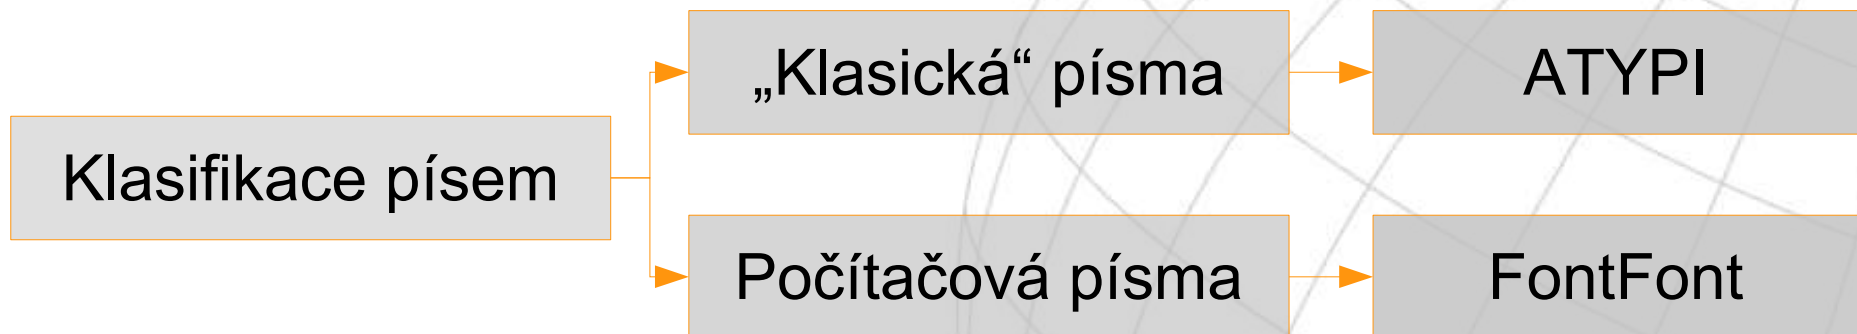 „Klasická“ písma
ATYPI
Klasifikace písem
Počítačová písma
FontFont